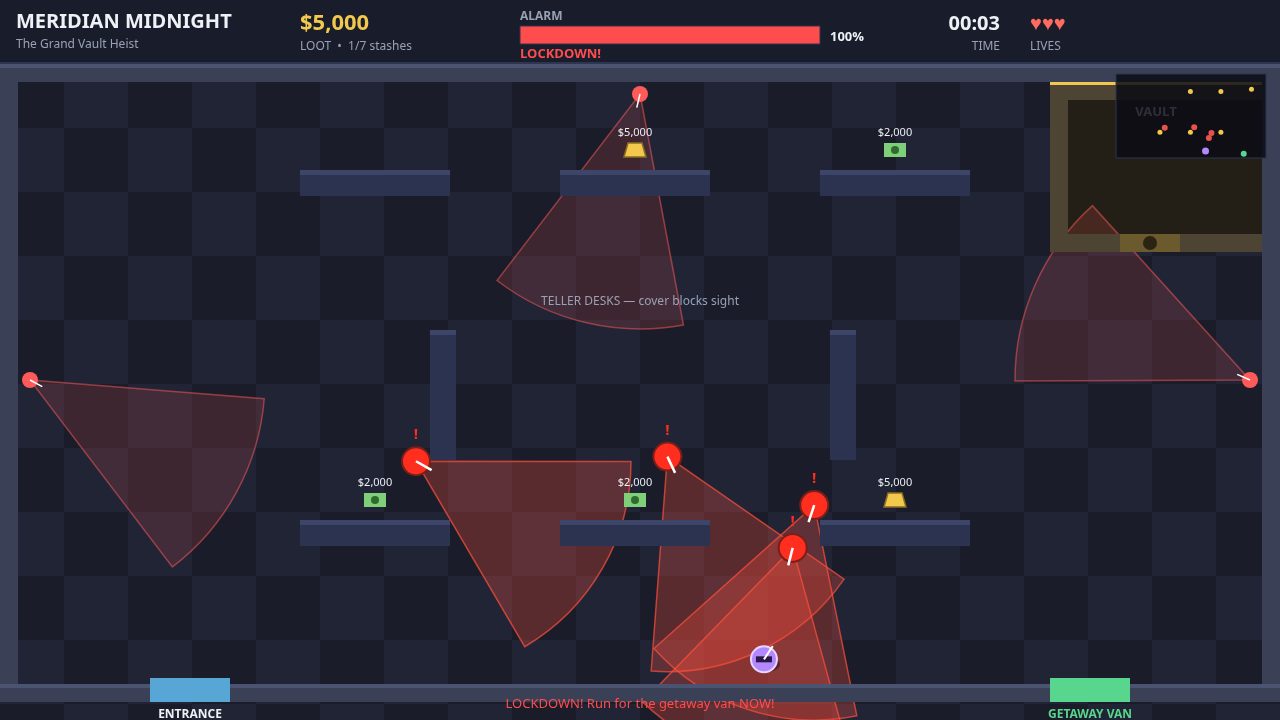 MERIDIAN MIDNIGHT
The Grand Vault Heist
$5,000
LOOT • 1/7 stashes
ALARM
100%
LOCKDOWN!
00:03
TIME
♥♥♥
LIVES
VAULT
$5,000
$2,000
TELLER DESKS — cover blocks sight
!
!
!
!
$2,000
$2,000
$5,000
LOCKDOWN! Run for the getaway van NOW!
ENTRANCE
GETAWAY VAN